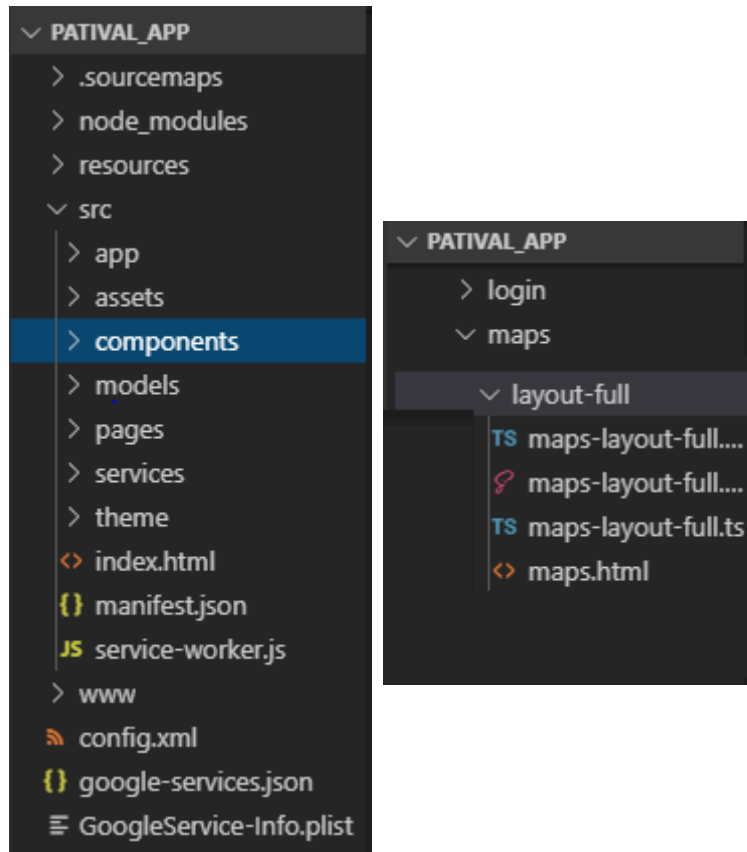 PATIVAL_APP
.sourcemaps
node_modules
resources
src
app
assets
components
models
pages
services
theme
<> index.html
{} manifest.json
JS service-worker.js
www
config.xml
{} google-services.json
GoogleService-Info.plist
PATIVAL_APP
login
maps
layout-full
TS maps-layout-full....
maps-layout-full....
TS maps-layout-full.ts
<> maps.html